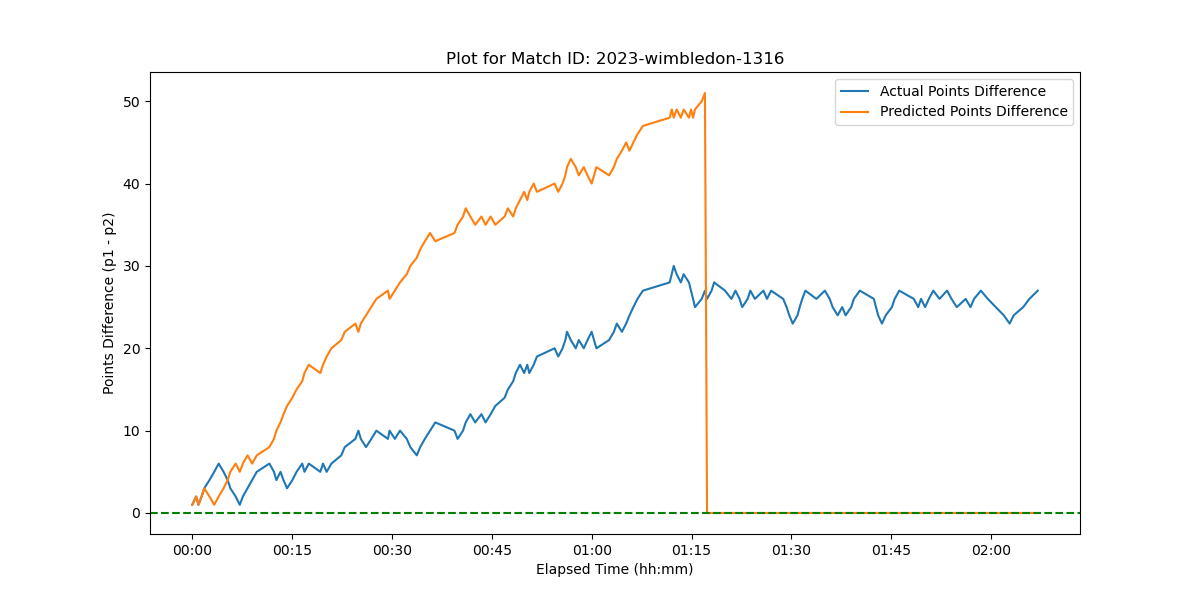 Plot for Match ID: 2023-wimbledon-1316
Actual Points Difference
Predicted Points Difference
Points Difference (p1 - p2)
50
40
30
20
10
0
00:00 00:15 00:30 00:45 01:00 01:15 01:30 01:45 02:00
Elapsed Time (hh:mm)